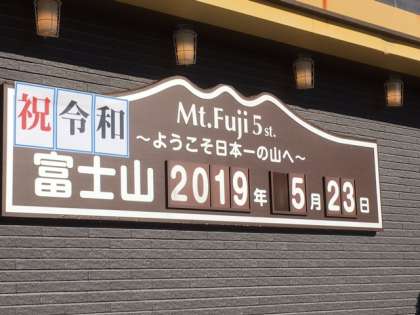 祝令和
Mt.Fuji 5st.
～ようこそ日本一の山へ～
富士山 2019年 5月23日